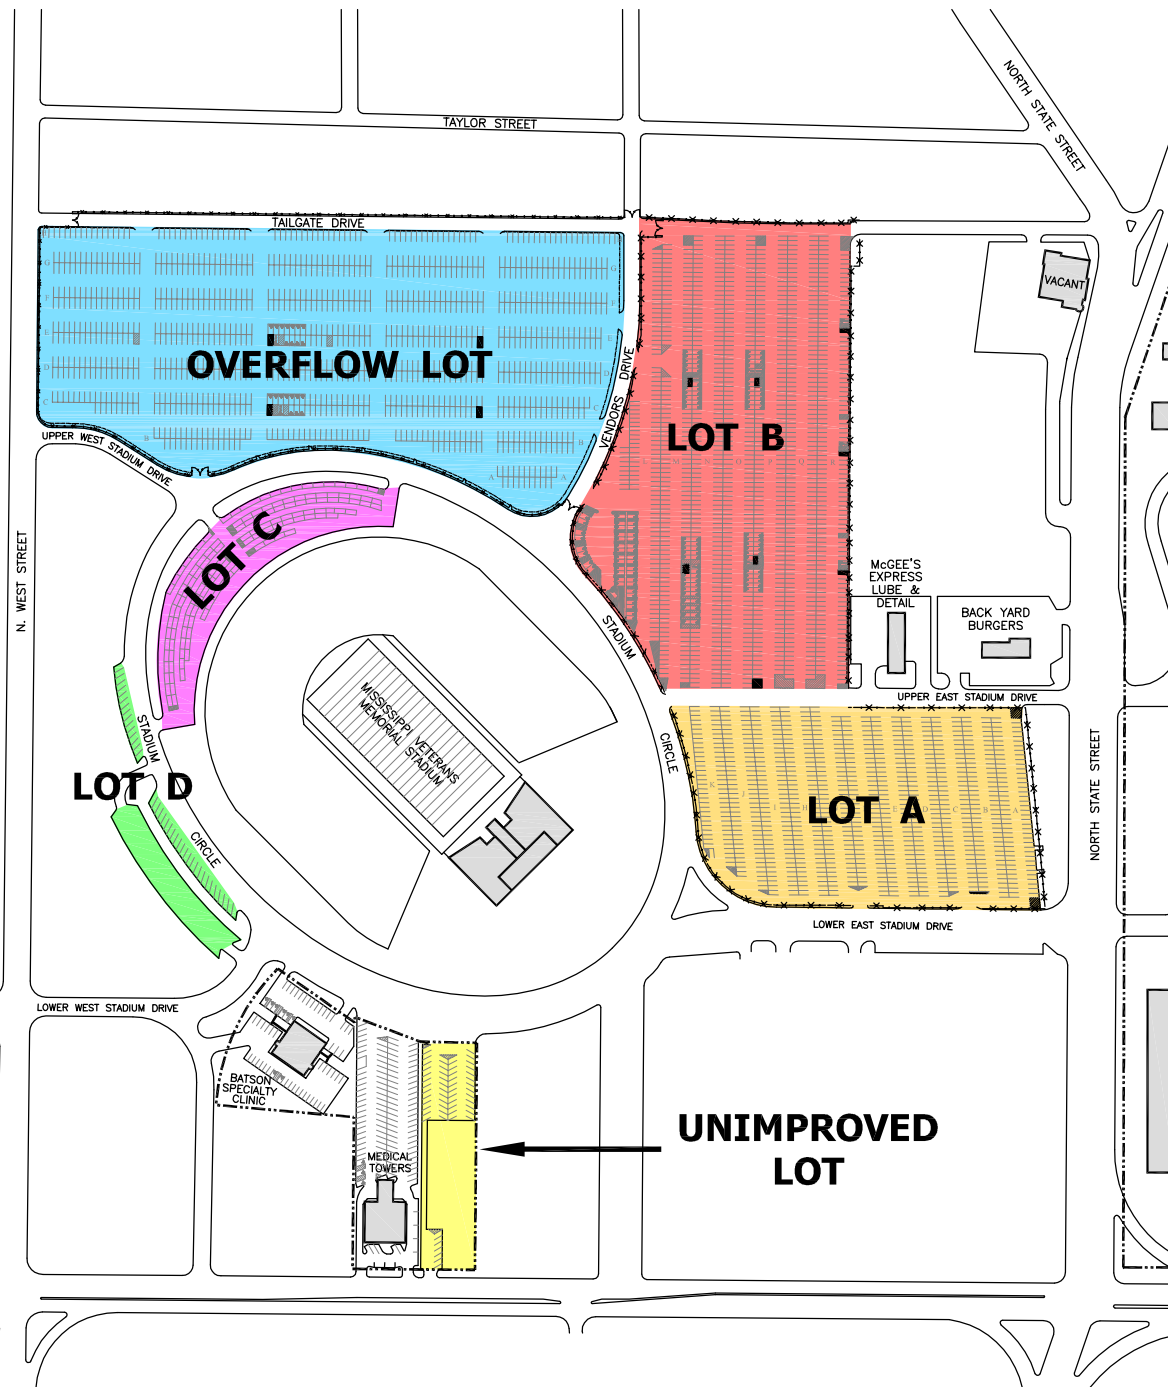 NORTH STATE STREET
TAYLOR STREET
TAILGATE DRIVE
VACANT
OVERFLOW LOT
VENDORS DRIVE
LOT B
UPPER WEST STADIUM DRIVE
LOT C
N. WEST STREET
McGEE'S
EXPRESS
LUBE &
DETAIL
BACK YARD
BURGERS
STADIUM
CIRCLE
UPPER EAST STADIUM DRIVE
MISSISSIPPI VETERANS
MEMORIAL STADIUM
STADIUM
CIRCLE
LOT D
LOT A
NORTH STATE STREET
LOWER EAST STADIUM DRIVE
LOWER WEST STADIUM DRIVE
BATSON
SPECIALTY
CLINIC
MEDICAL
TOWERS
UNIMPROVED
LOT